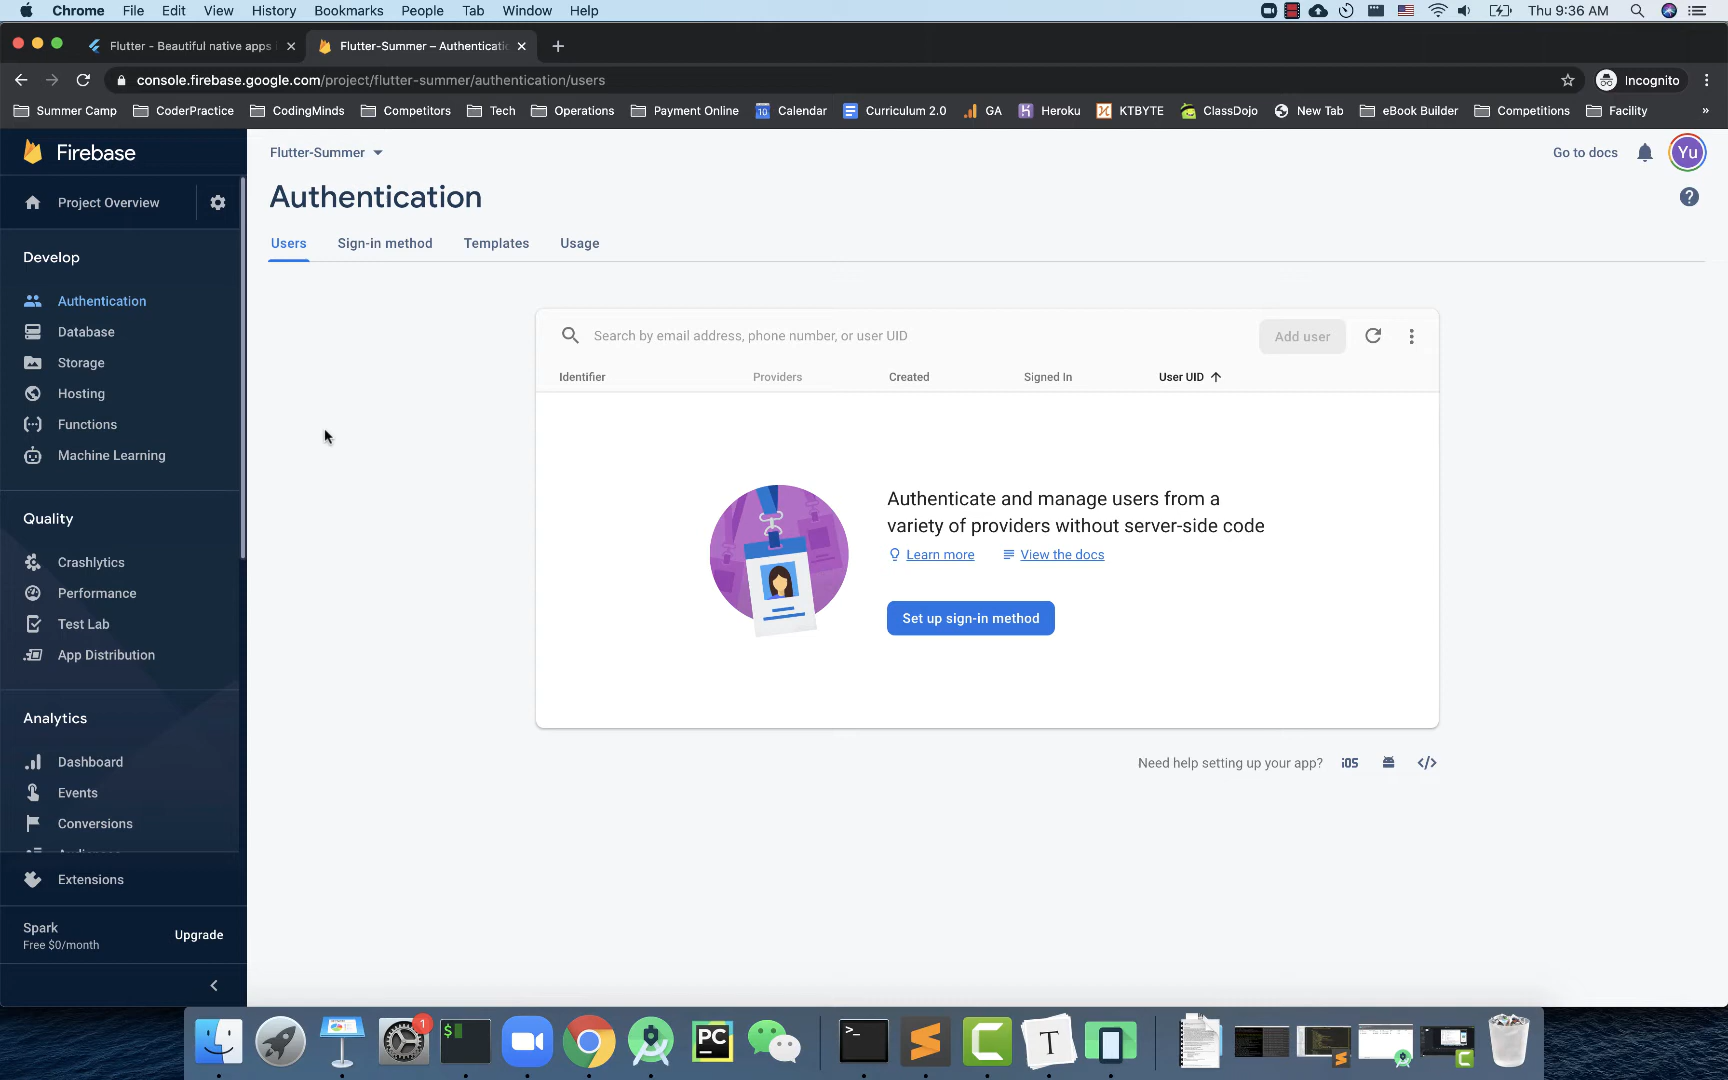 Chrome File Edit View History Bookmarks People Tab Window Help Thu 9:36 AM
Flutter - Beautiful native apps Flutter-Summer – Authenticati
console.firebase.google.com/project/flutter-summer/authentication/users Incognito
Summer Camp CoderPractice CodingMinds Competitors Tech Operations Payment Online 10 Calendar Curriculum 2.0 GA Heroku KTBYTE ClassDojo New Tab eBook Builder Competitions Facility »
Firebase
Flutter-Summer
Go to docs
Yu
Project Overview
Authentication
?
Users Sign-in method Templates Usage
Develop
Authentication
Database
Storage
Hosting
Functions
Machine Learning
Quality
Crashlytics
Performance
Test Lab
App Distribution
Analytics
Dashboard
Events
Conversions
Extensions
Spark
Free $0/month
Upgrade
Search by email address, phone number, or user UID
Add user
Identifier Providers Created Signed In User UID
Authenticate and manage users from a
variety of providers without server-side code
Learn more View the docs
Set up sign-in method
Need help setting up your app? iOS </>
1
$
PC
>_
T